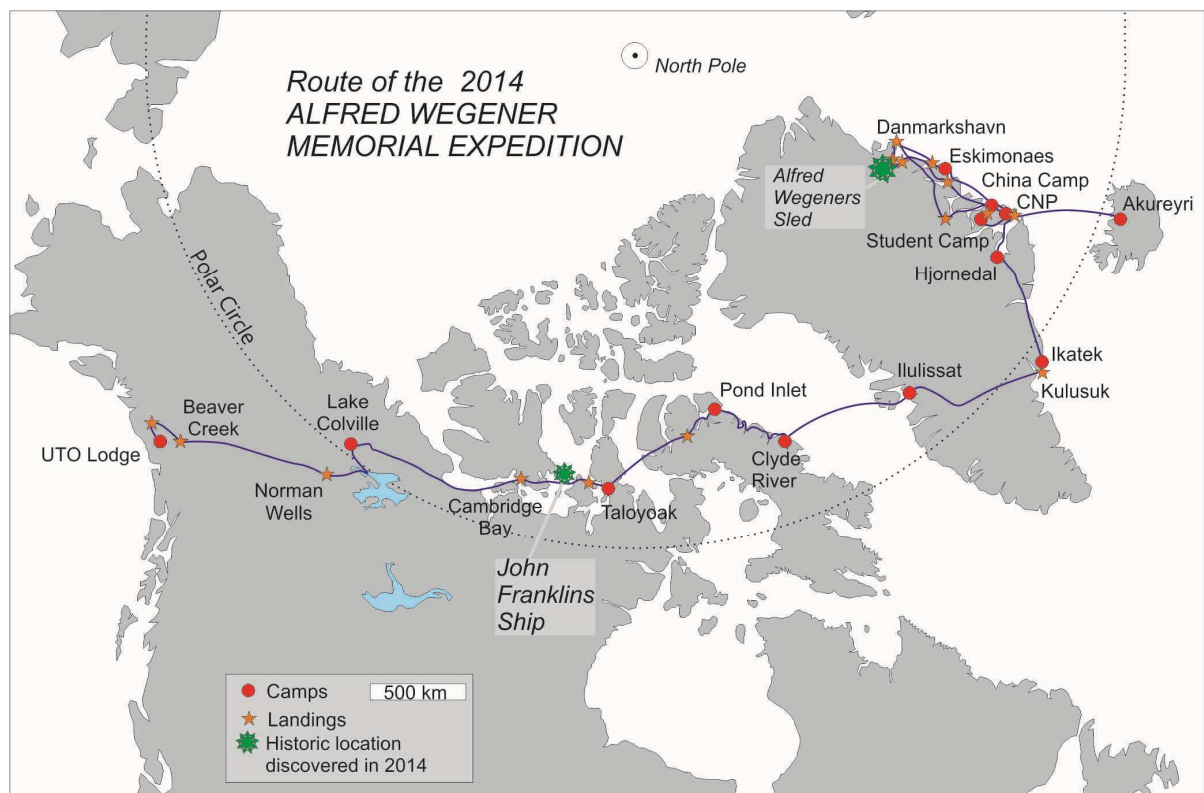 Route of the 2014
ALFRED WEGENER
MEMORIAL EXPEDITION
North Pole
Polar Circle
Danmarkshavn
Eskimonaes
Alfred
Wegeners
Sled
China Camp
CNP
Akureyri
Student Camp
Hjornedal
Ikatek
Kulusuk
Ilulissat
Pond Inlet
Clyde
River
Lake
Colville
Beaver
Creek
UTO Lodge
Norman
Wells
Cambridge
Bay
Taloyoak
John
Franklins
Ship
Camps
500 km
Landings
Historic location
discovered in 2014